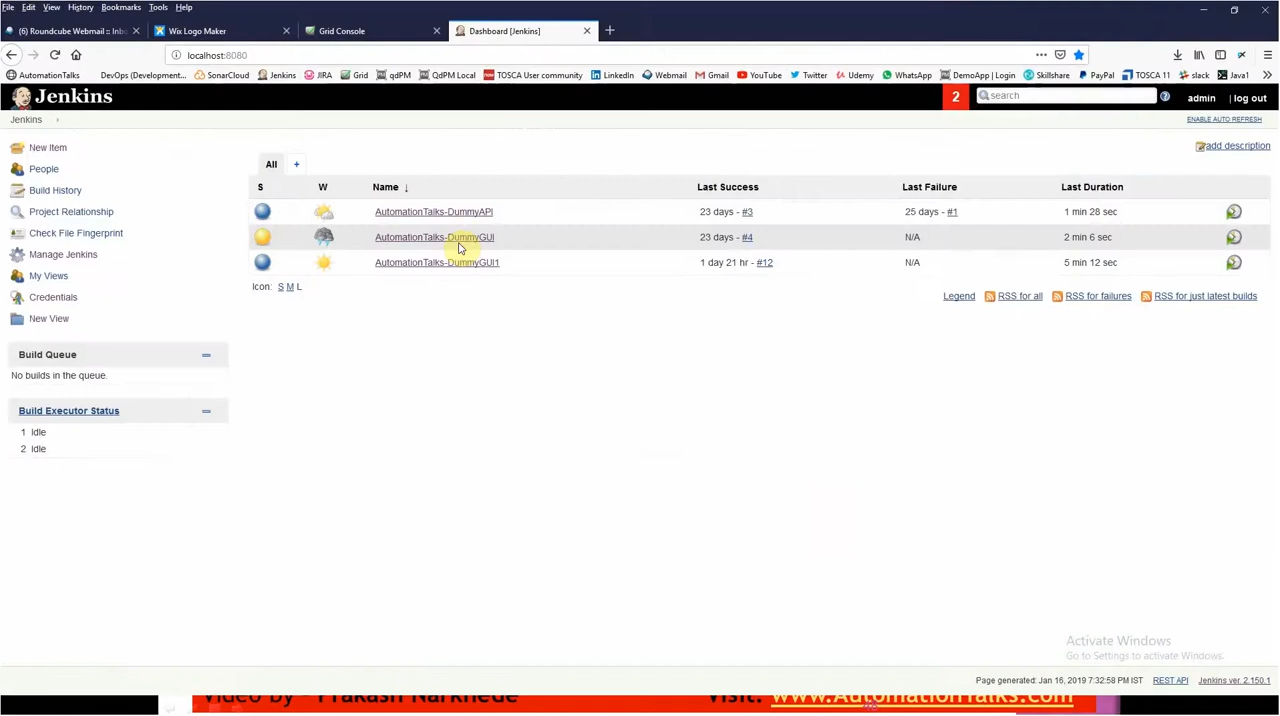 File Edit View History Bookmarks Tools Help
(6) Roundcube Webmail :: Inb Wix Logo Maker Grid Console Dashboard [Jenkins]
localhost:8080
AutomationTalks DevOps (Development... SonarCloud Jenkins JIRA Grid qdPM QdPM Local TOSCA User community LinkedIn Webmail Gmail YouTube Twitter Udemy WhatsApp DemoApp | Login Skillshare PayPal TOSCA 11 slack Java1
Jenkins 2 search admin | log out
Jenkins ENABLE AUTO REFRESH
add description
New Item
People
Build History
Project Relationship
Check File Fingerprint
Manage Jenkins
My Views
Credentials
New View
Build Queue
No builds in the queue.
Build Executor Status
1 Idle
2 Idle
All +
S W Name ↓ Last Success Last Failure Last Duration
AutomationTalks-DummyAPI 23 days - #3 25 days - #1 1 min 28 sec
AutomationTalks-DummyGUI 23 days - #4 N/A 2 min 6 sec
AutomationTalks-DummyGUI1 1 day 21 hr - #12 N/A 5 min 12 sec
Icon: S M L
Legend RSS for all RSS for failures RSS for just latest builds
Activate Windows
Go to Settings to activate Windows.
Page generated: Jan 16, 2019 7:32:58 PM IST REST API Jenkins ver. 2.150.1
Video by - Prakash Narkhede Visit: www.AutomationTalks.com